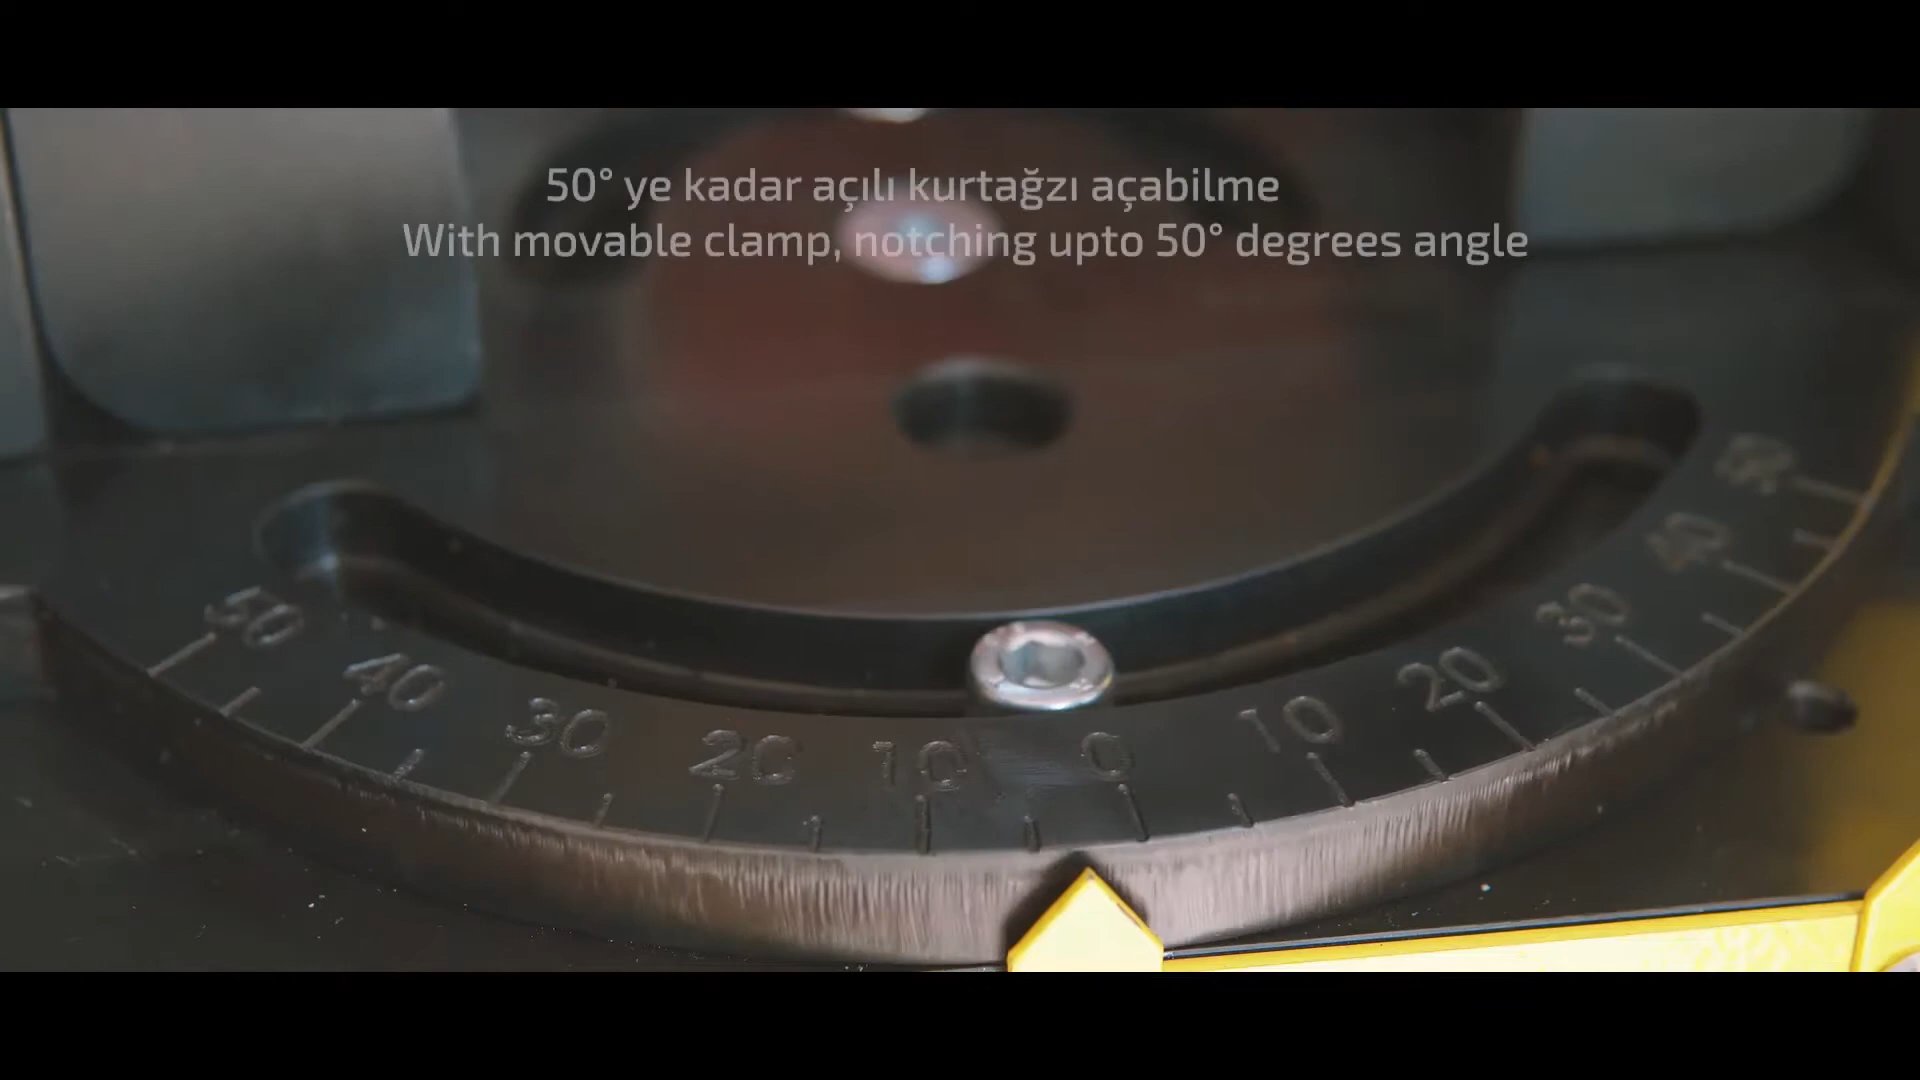 50° ye kadar açılı kurtağzı açabilme
With movable clamp, notching upto 50° degrees angle
50 40 30 20 10 0 10 20 30 40 50